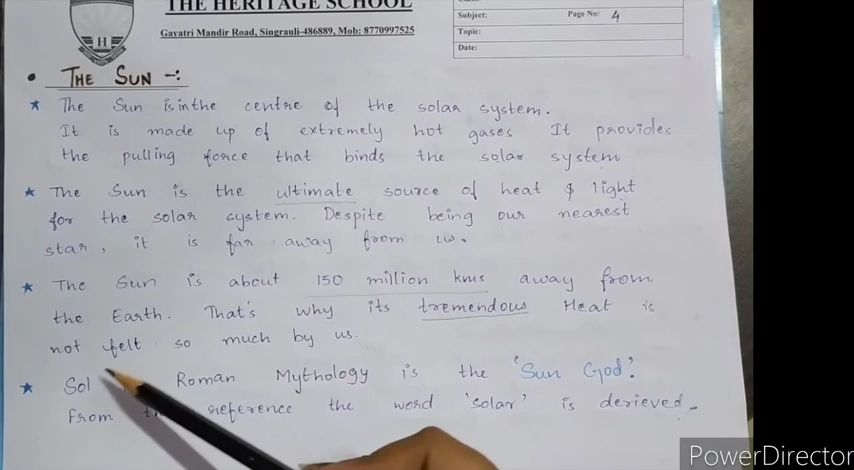 THE HERITAGE SCHOOL
Gayatri Mandir Road, Singrauli-486889, Mob: 8770997525
Subject: Page No: 4
Topic:
Date:
H
• THE SUN -:
★ The Sun is in the centre of the solar system.
It is made up of extremely hot gases It provides
the pulling force that binds the solar system
★ The Sun is the ultimate source of heat & light
for the solar system. Despite being our nearest
star, it is far away from us.
★ The Sun is about 150 million kms away from
the Earth. That's why its tremendous Heat is
not felt so much by us.
★ Sol Roman Mythology is the 'Sun God'.
From reference the word 'solar' is derieved.
PowerDirector